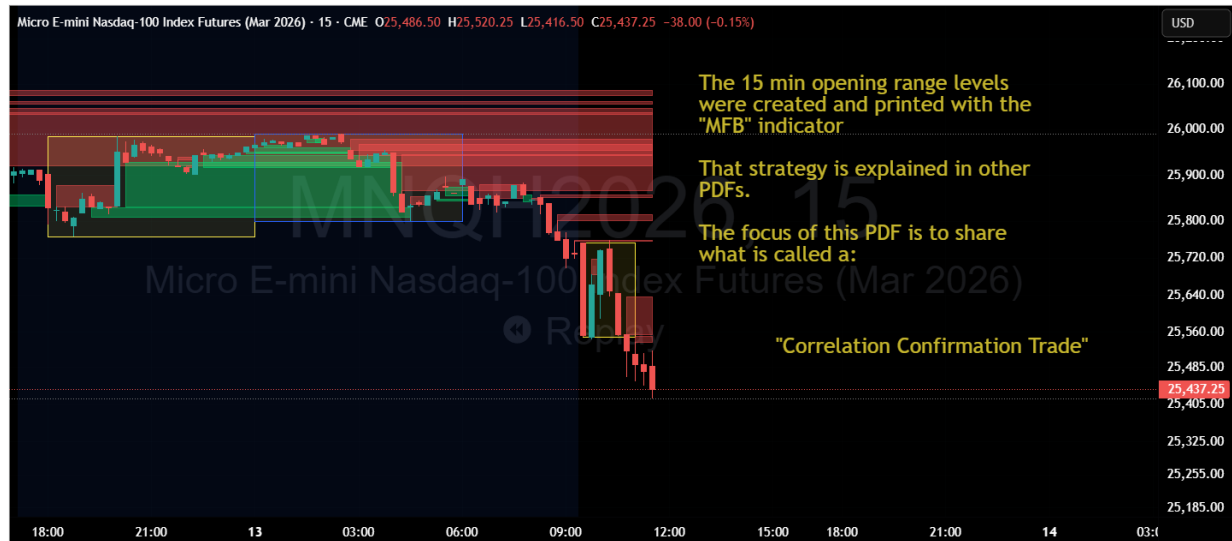 Micro E-mini Nasdaq-100 Index Futures (Mar 2026) · 15 · CME O25,486.50 H25,520.25 L25,416.50 C25,437.25 −38.00 (−0.15%)
USD
The 15 min opening range levels
were created and printed with the
"MFB" indicator
That strategy is explained in other
PDFs.
The focus of this PDF is to share
what is called a:
"Correlation Confirmation Trade"
MNQH2026, 15
Micro E-mini Nasdaq-100 Index Futures (Mar 2026)
Replay
26,100.00
26,000.00
25,900.00
25,800.00
25,720.00
25,640.00
25,560.00
25,485.00
25,437.25
25,405.00
25,325.00
25,255.00
25,185.00
18:00 21:00 13 03:00 06:00 09:00 12:00 15:00 18:00 21:00 14